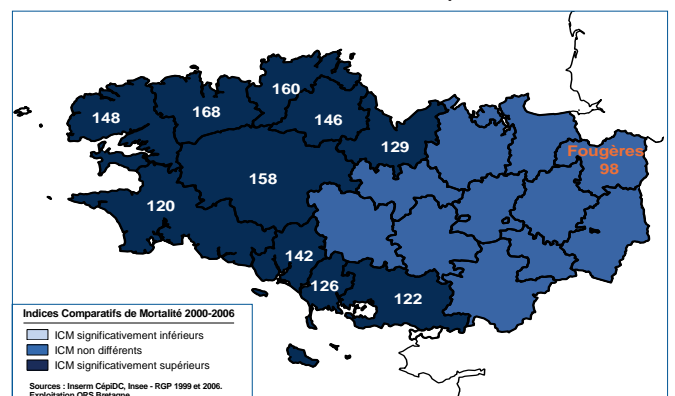 160
148
168
146
129
Fougères
98
158
120
142
126
122
Indices Comparatifs de Mortalité 2000-2006
ICM significativement inférieurs
ICM non différents
ICM significativement supérieurs
Sources : Inserm CépiDC, Insee - RGP 1999 et 2006.
Exploitation ORS Bretagne